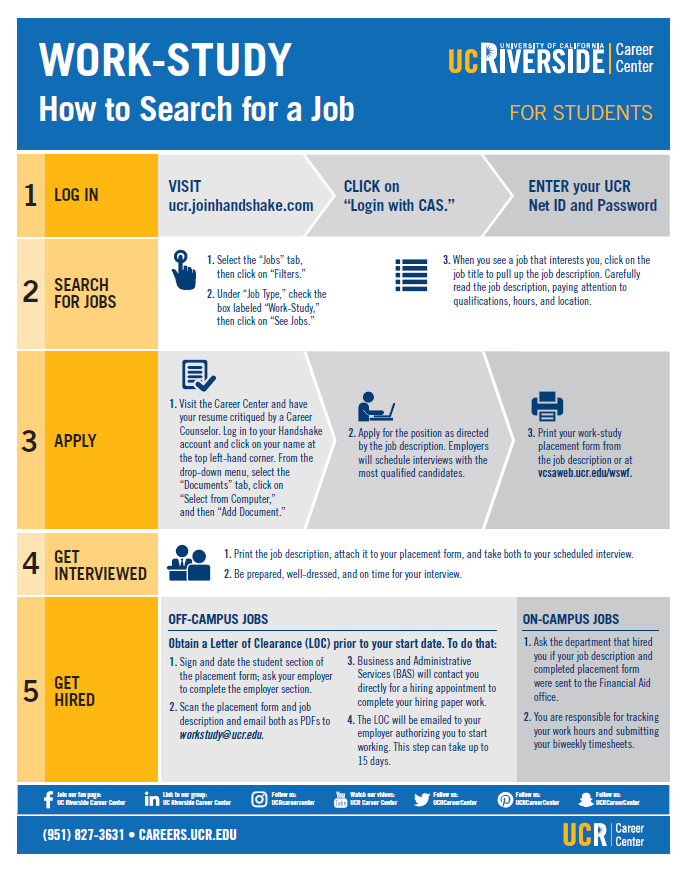 WORK-STUDY
How to Search for a Job
UNIVERSITY OF CALIFORNIA
UCRIVERSIDE
Career
Center
FOR STUDENTS
1 LOG IN
VISIT
ucr.joinhandshake.com
CLICK on
“Login with CAS.”
ENTER your UCR
Net ID and Password
2 SEARCH
FOR JOBS
1. Select the “Jobs” tab,
then click on “Filters.”
2. Under “Job Type,” check the
box labeled “Work-Study,”
then click on “See Jobs.”
3. When you see a job that interests you, click on the
job title to pull up the job description. Carefully
read the job description, paying attention to
qualifications, hours, and location.
3 APPLY
1. Visit the Career Center and have
your resume critiqued by a Career
Counselor. Log in to your Handshake
account and click on your name at
the top left-hand corner. From the
drop-down menu, select the
“Documents” tab, click on
“Select from Computer,”
and then “Add Document.”
2. Apply for the position as directed
by the job description. Employers
will schedule interviews with the
most qualified candidates.
3. Print your work-study
placement form from
the job description or at
vcsaweb.ucr.edu/wswf.
4 GET
INTERVIEWED
1. Print the job description, attach it to your placement form, and take both to your scheduled interview.
2. Be prepared, well-dressed, and on time for your interview.
5 GET
HIRED
OFF-CAMPUS JOBS
Obtain a Letter of Clearance (LOC) prior to your start date. To do that:
1. Sign and date the student section of
the placement form; ask your employer
to complete the employer section.
2. Scan the placement form and job
description and email both as PDFs to
workstudy@ucr.edu.
3. Business and Administrative
Services (BAS) will contact you
directly for a hiring appointment to
complete your hiring paper work.
4. The LOC will be emailed to your
employer authorizing you to start
working. This step can take up to
15 days.
ON-CAMPUS JOBS
1. Ask the department that hired
you if your job description and
completed placement form
were sent to the Financial Aid
office.
2. You are responsible for tracking
your work hours and submitting
your biweekly timesheets.
Join our fan page:
UC Riverside Career Center
Link to our group:
UC Riverside Career Center
Follow us:
UCRcareercenter
You
Tube
Watch our videos:
UCR Career Center
Follow us:
UCRCareerCenter
Follow us:
UCRCareerCenter
Follow us:
UCRCareerCenter
(951) 827-3631 • CAREERS.UCR.EDU
UCR
Career
Center